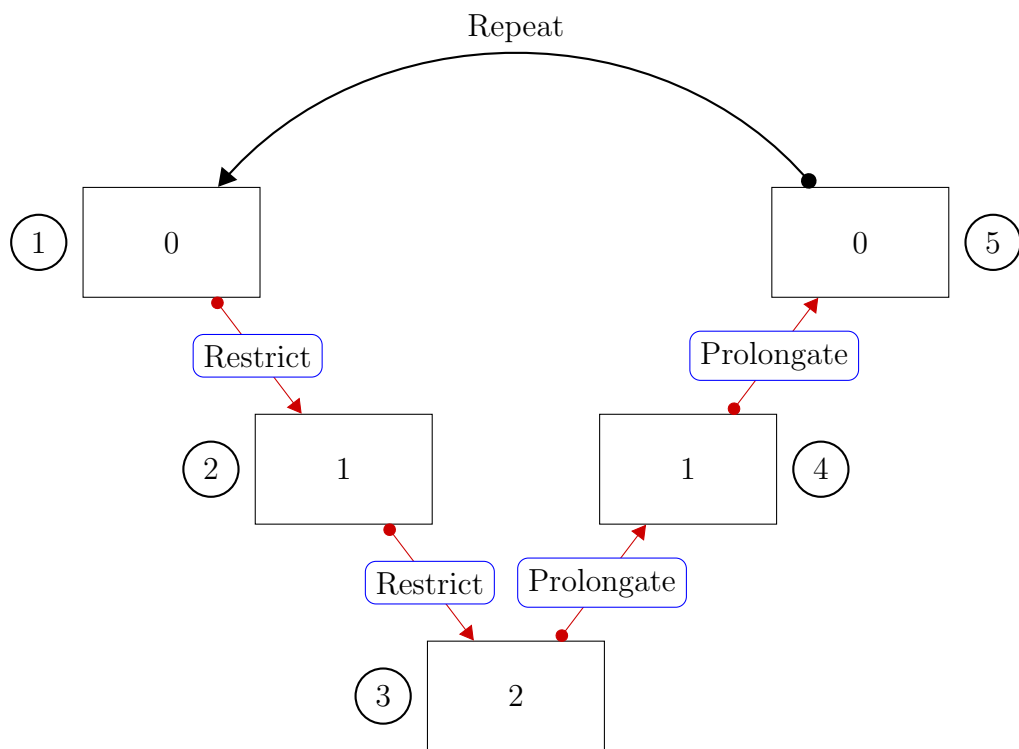 Repeat
1 0 0 5
Restrict Prolongate
2 1 1 4
Restrict Prolongate
3 2